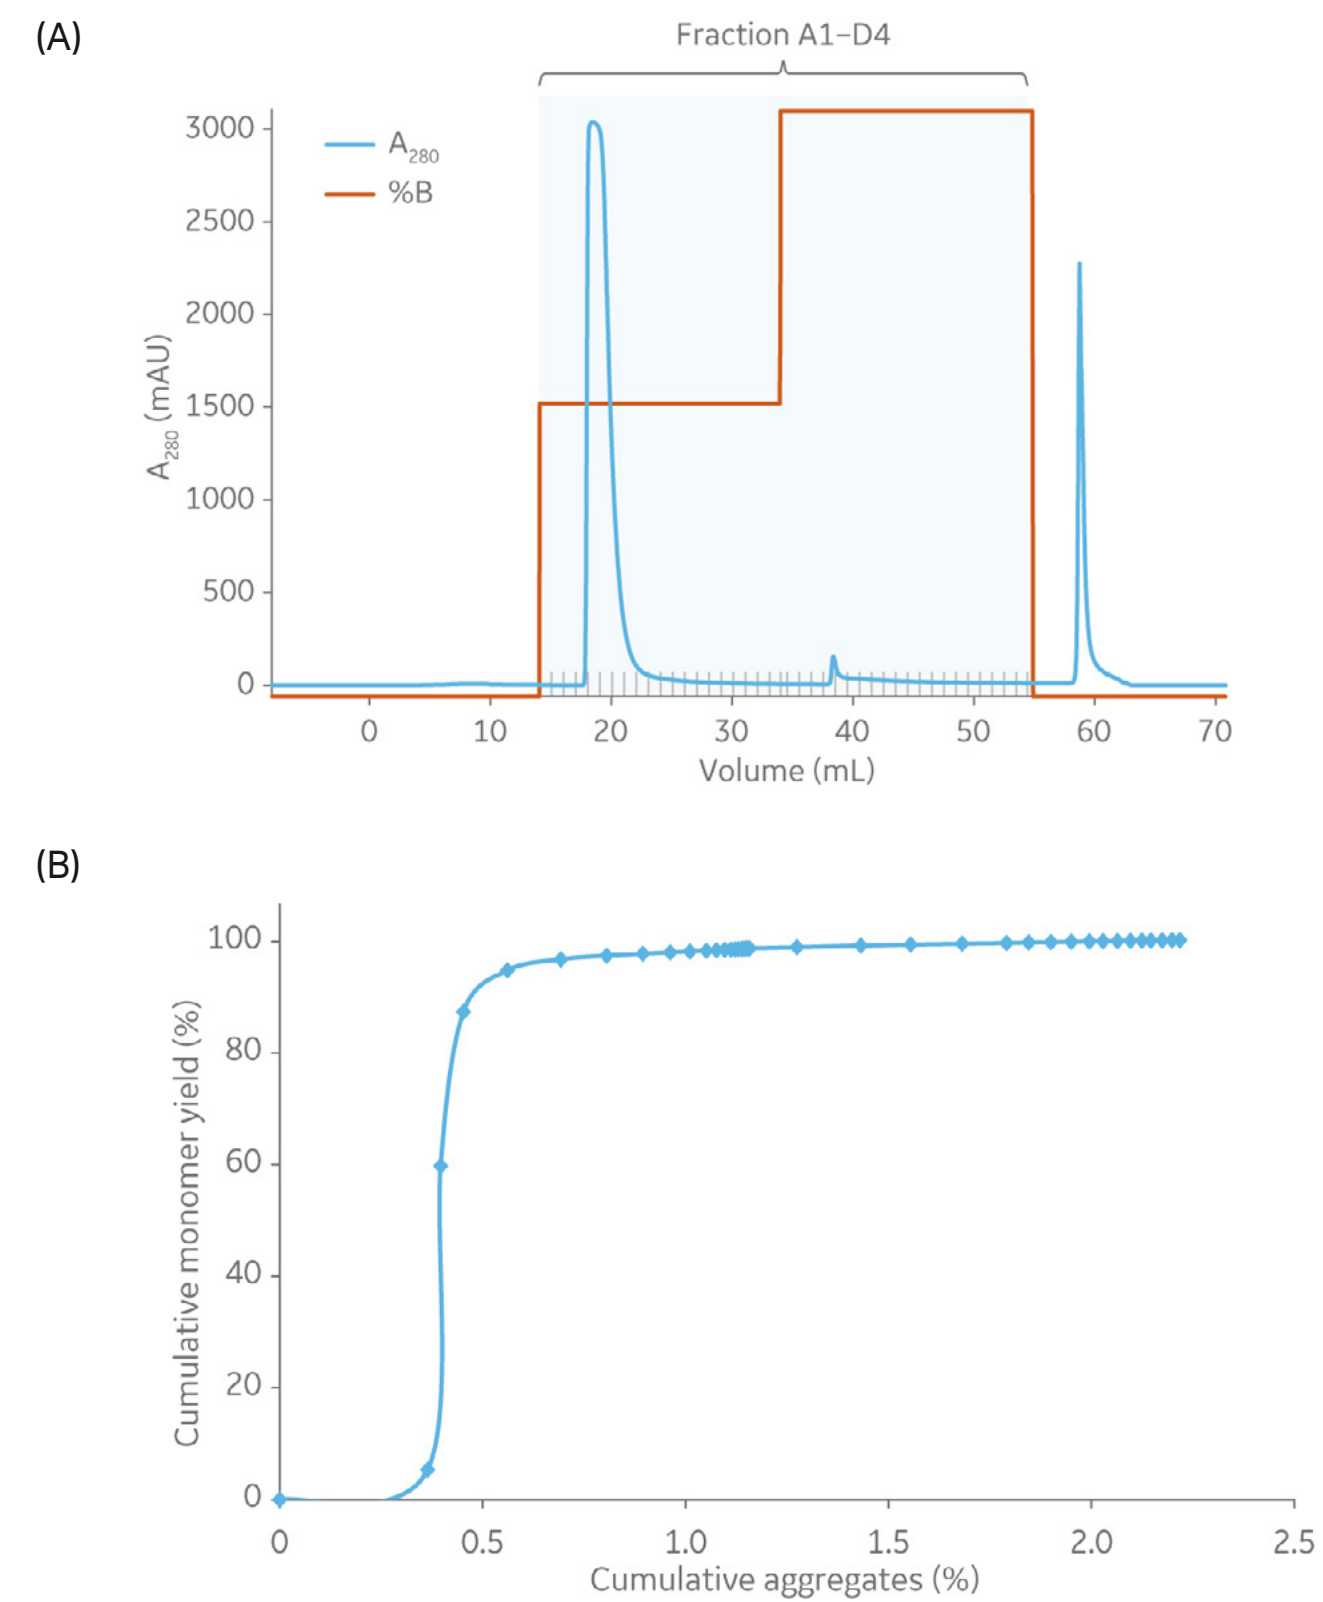 (A)
Fraction A1–D4
A280
%B
3000
2500
2000
1500
1000
500
0
A280 (mAU)
0 10 20 30 40 50 60 70
Volume (mL)
(B)
100
80
60
40
20
0
Cumulative monomer yield (%)
0 0.5 1.0 1.5 2.0 2.5
Cumulative aggregates (%)